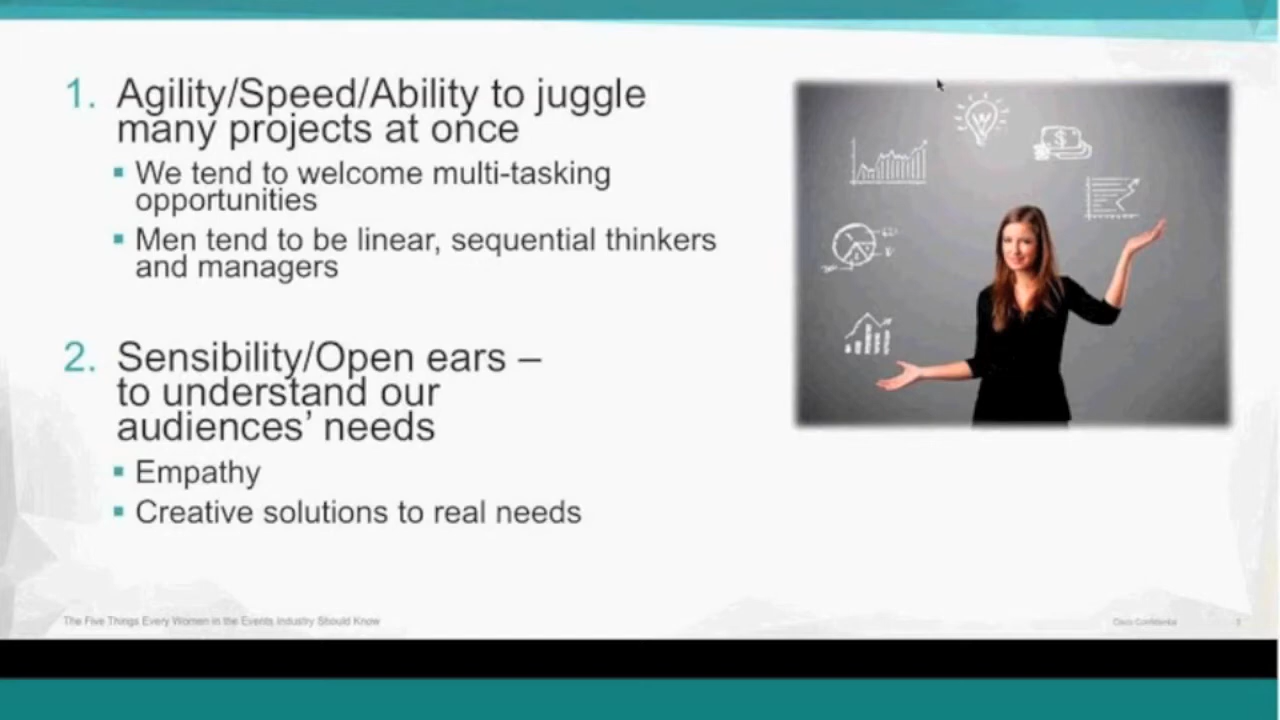 1. Agility/Speed/Ability to juggle
many projects at once
▪ We tend to welcome multi-tasking
opportunities
▪ Men tend to be linear, sequential thinkers
and managers
2. Sensibility/Open ears –
to understand our
audiences’ needs
▪ Empathy
▪ Creative solutions to real needs
$
The Five Things Every Women in the Events Industry Should Know
Cisco Confidential